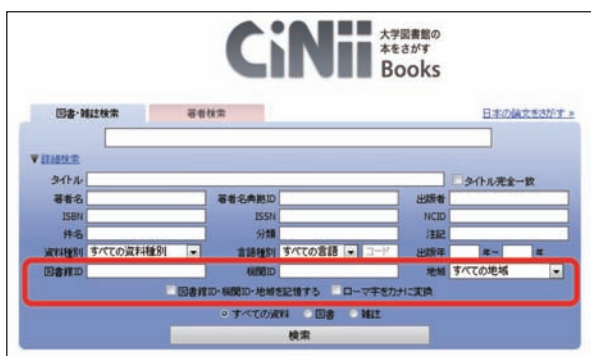 CiNii 大学図書館の
本をさがす
Books
図書・雑誌検索 著者検索 日本の論文をさがす »
▼詳細検索
タイトル タイトル完全一致
著者名 著者名典拠ID 出版者
ISBN ISSN NCID
件名 分類 注記
資料種別 すべての資料種別 言語種別 すべての言語 コード 出版年 年~ 年
図書館ID 機関ID 地域 すべての地域
図書館ID・機関ID・地域を記憶する ローマ字をカナに変換
すべての資料 図書 雑誌
検索